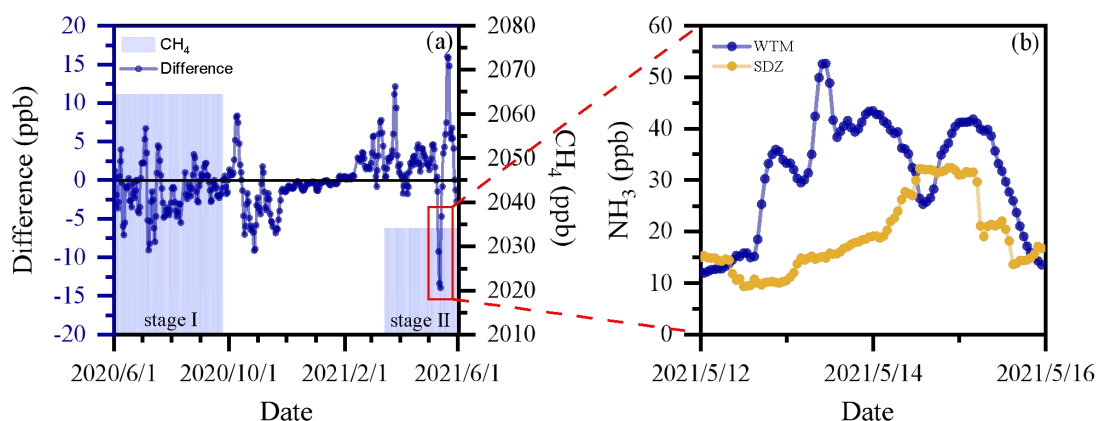 (a)
CH4
Difference
20
15
10
5
0
-5
-10
-15
-20
Difference (ppb)
2080
2070
2060
2050
2040
2030
2020
2010
CH4 (ppb)
stage I
stage II
2020/6/1 2020/10/1 2021/2/1 2021/6/1
Date
(b)
WTM
SDZ
60
50
40
30
20
10
0
NH3 (ppb)
2021/5/12 2021/5/14 2021/5/16
Date